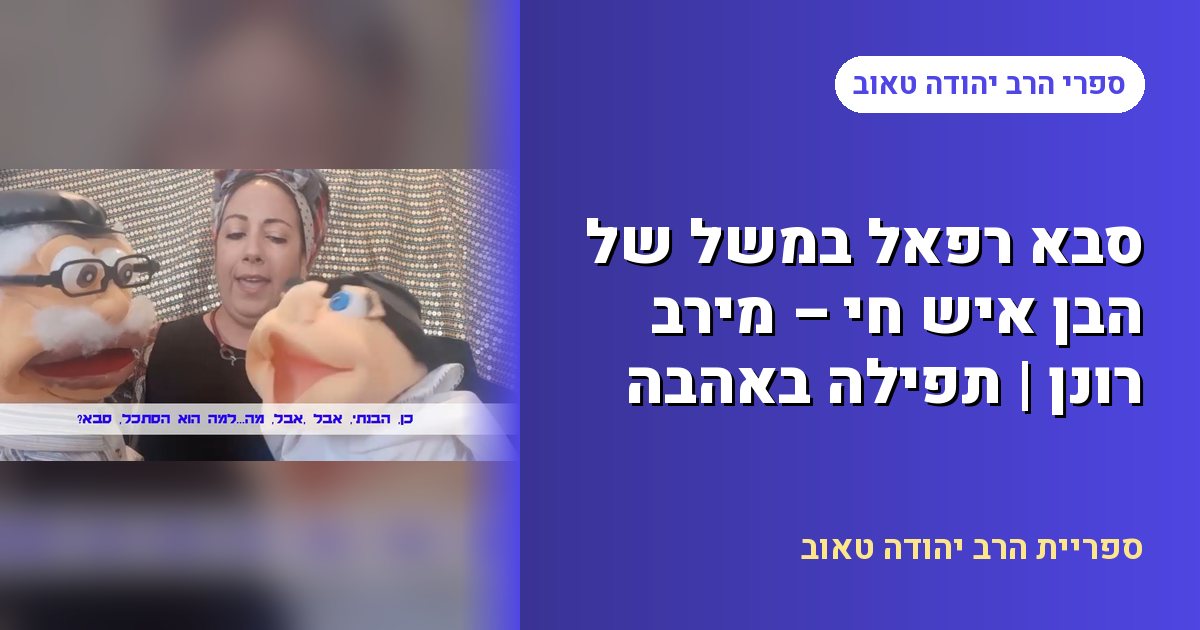 ספרי הרב יהודה טאוב
סבא רפאל במשל של
הבן איש חי – מירב
רונן | תפילה באהבה
ספריית הרב יהודה טאוב
כן, הבנתי, אבל ,אבל, מה...למה הוא הסתכל, סבא?